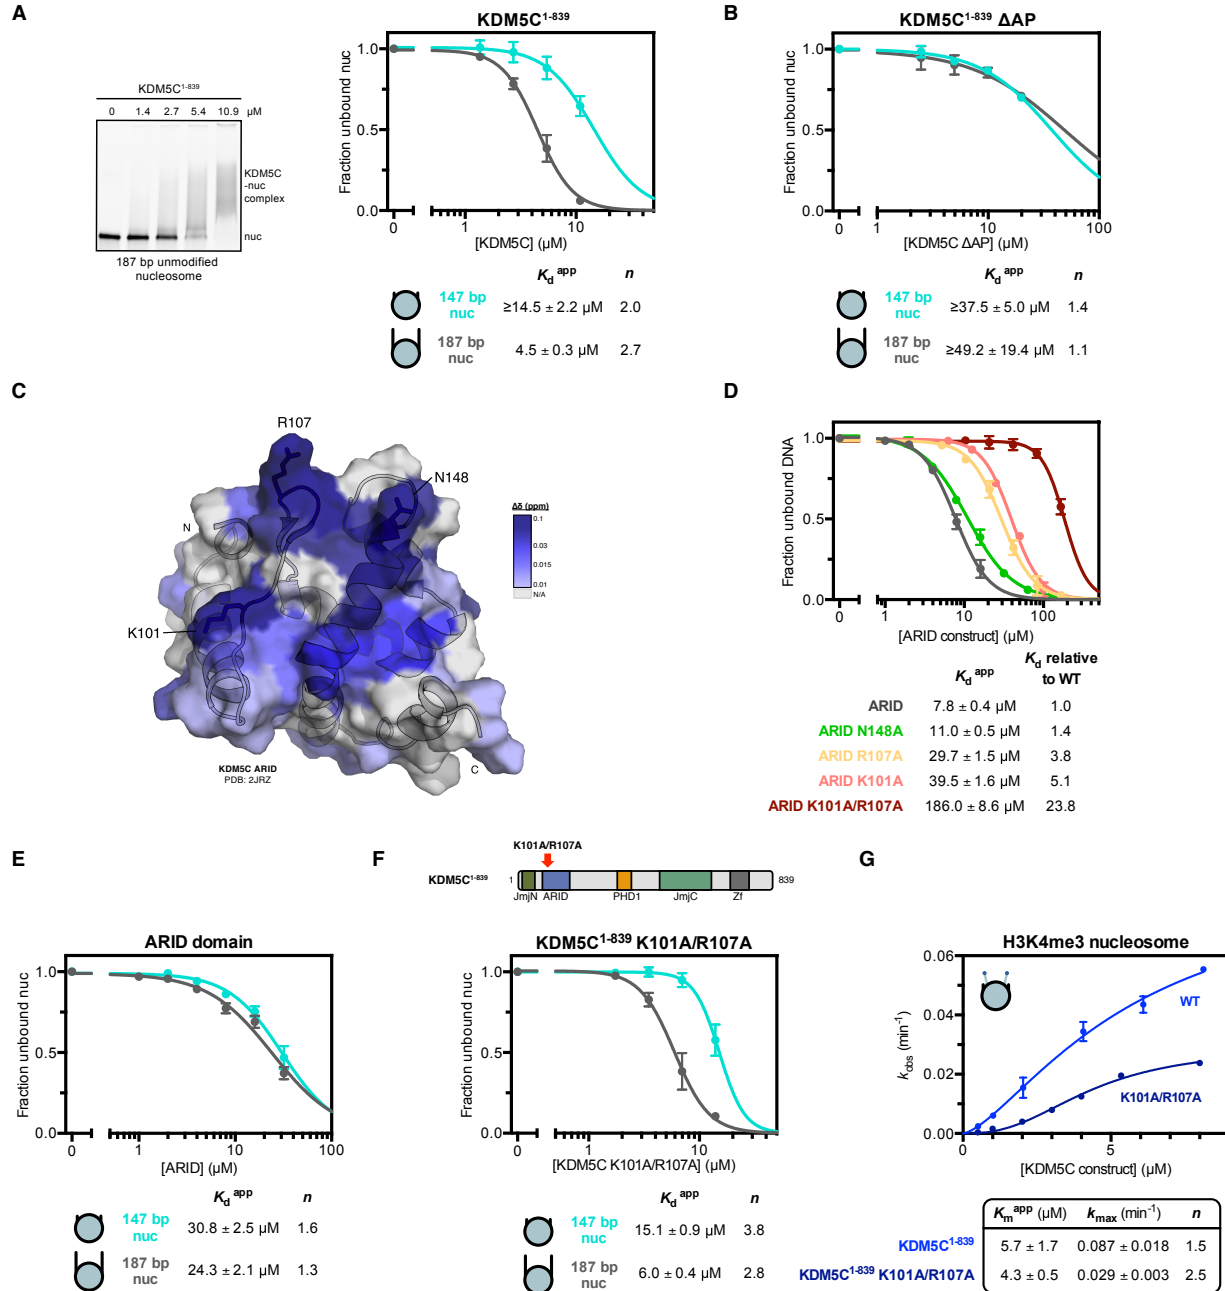 A
KDM5C1-839
0 1.4 2.7 5.4 10.9 µM
KDM5C
-nuc
complex
nuc
187 bp unmodified
nucleosome
KDM5C1-839
Fraction unbound nuc
1.0
0.5
0.0
0 1 10
[KDM5C] (µM)
Kd app n
147 bp
nuc
≥14.5 ± 2.2 µM 2.0
187 bp
nuc
4.5 ± 0.3 µM 2.7
B
KDM5C1-839 ΔAP
Fraction unbound nuc
1.0
0.5
0.0
0 1 10 100
[KDM5C ΔAP] (µM)
Kd app n
147 bp
nuc
≥37.5 ± 5.0 µM 1.4
187 bp
nuc
≥49.2 ± 19.4 µM 1.1
C
R107
N148
N
K101
C
Δδ (ppm)
0.1
0.03
0.015
0.01
N/A
KDM5C ARID
PDB: 2JRZ
D
Fraction unbound DNA
1.0
0.5
0.0
0 1 10 100
[ARID construct] (µM)
Kd app Kd relative
to WT
ARID 7.8 ± 0.4 µM 1.0
ARID N148A 11.0 ± 0.5 µM 1.4
ARID R107A 29.7 ± 1.5 µM 3.8
ARID K101A 39.5 ± 1.6 µM 5.1
ARID K101A/R107A 186.0 ± 8.6 µM 23.8
E
ARID domain
Fraction unbound nuc
1.0
0.5
0.0
0 1 10 100
[ARID] (µM)
Kd app n
147 bp
nuc
30.8 ± 2.5 µM 1.6
187 bp
nuc
24.3 ± 2.1 µM 1.3
F
K101A/R107A
KDM5C1-839 1 839
JmjN ARID PHD1 JmjC Zf
KDM5C1-839 K101A/R107A
Fraction unbound nuc
1.0
0.5
0.0
0 1 10
[KDM5C K101A/R107A] (µM)
Kd app n
147 bp
nuc
15.1 ± 0.9 µM 3.8
187 bp
nuc
6.0 ± 0.4 µM 2.8
G
H3K4me3 nucleosome
kobs (min-1)
0.06
0.04
0.02
0.00
0 5
WT
K101A/R107A
[KDM5C construct] (µM)
Km app (µM) kmax (min-1) n
KDM5C1-839 5.7 ± 1.7 0.087 ± 0.018 1.5
KDM5C1-839 K101A/R107A 4.3 ± 0.5 0.029 ± 0.003 2.5